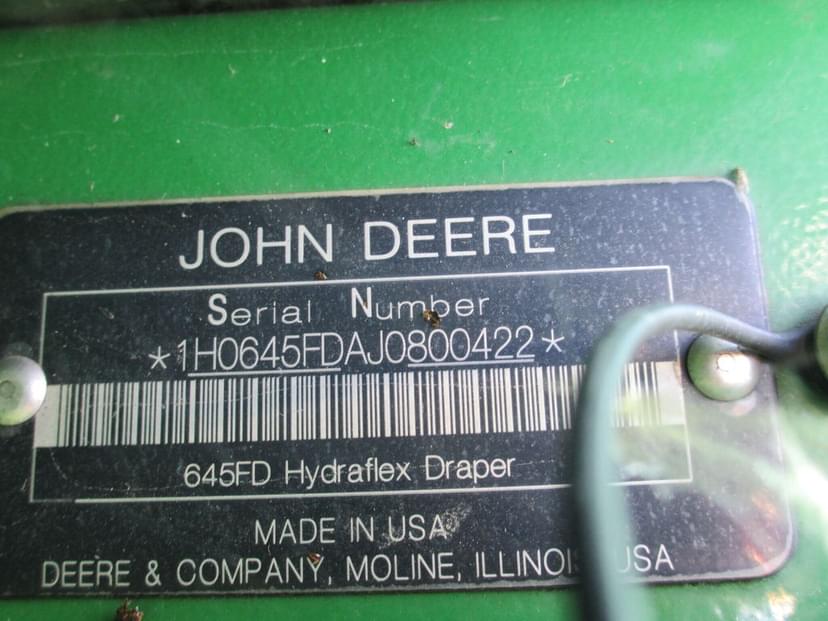 JOHN DEERE
Serial Number
*1H0645FDAJ0800422*
645FD Hydraflex Draper
MADE IN USA
DEERE & COMPANY, MOLINE, ILLINOIS USA